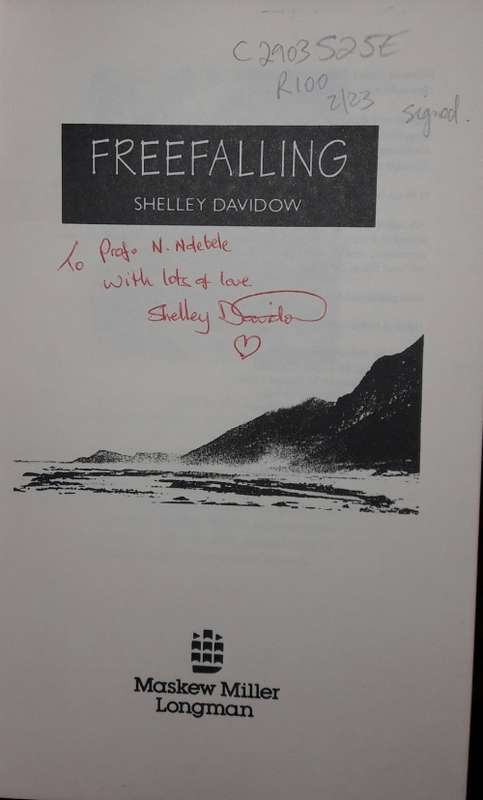 C2903525E
R100
2/23
signed.
FREEFALLING
SHELLEY DAVIDOW
To Prof. N. Ndebele
With lots of love
Shelley Davidow
Maskew Miller
Longman